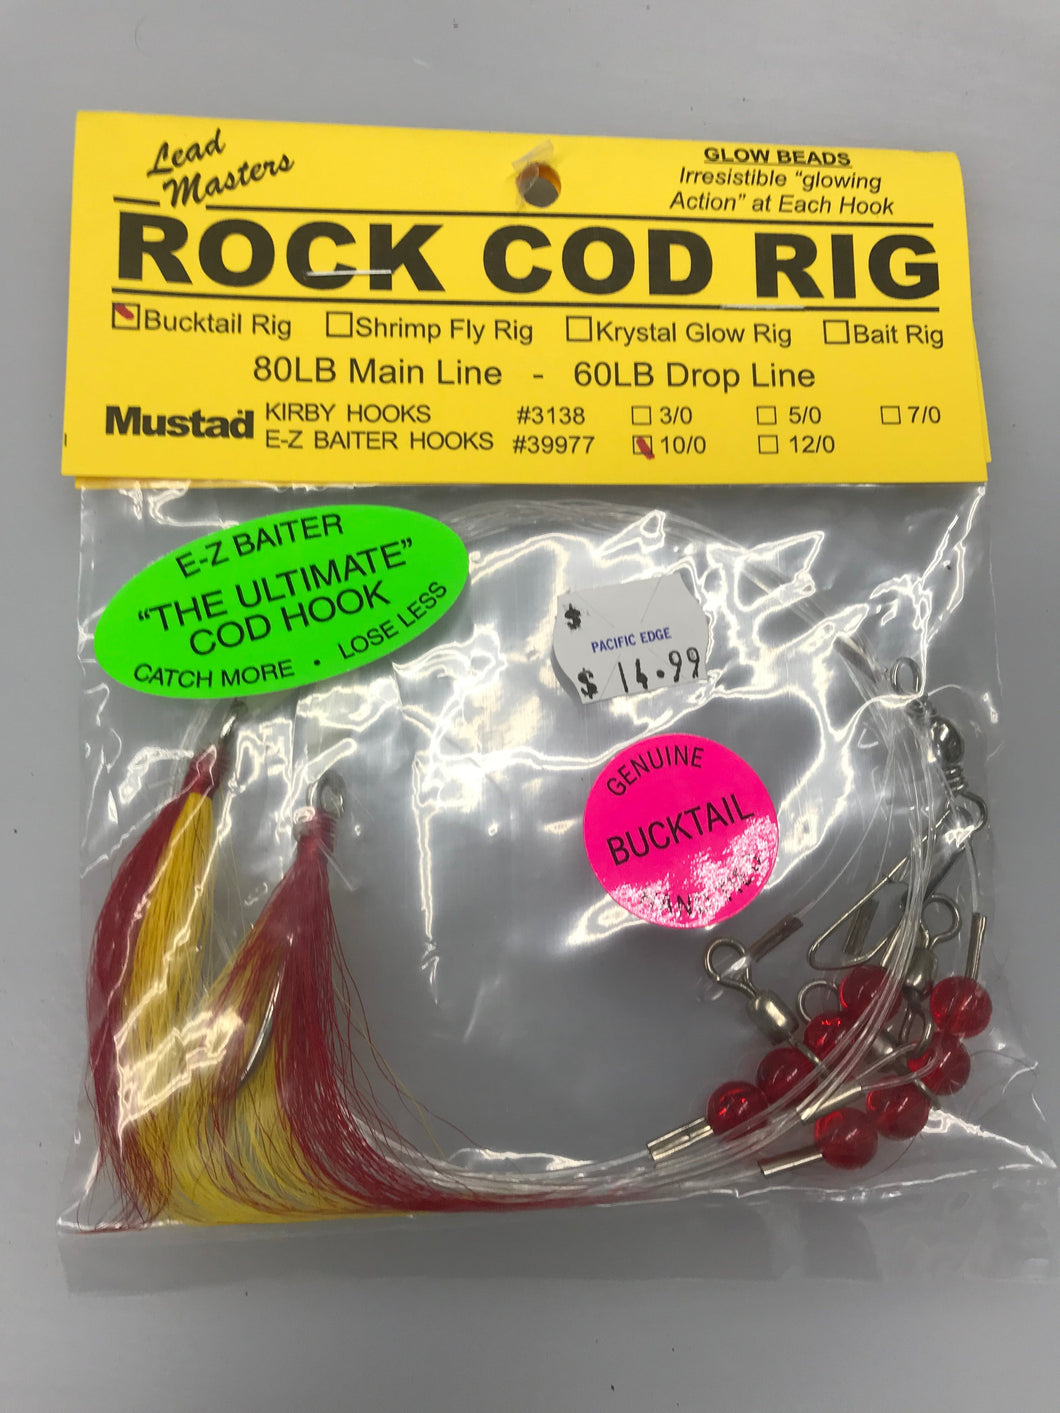 Lead
Masters
GLOW BEADS
Irresistible "glowing
Action" at Each Hook
ROCK COD RIG
Bucktail Rig Shrimp Fly Rig Krystal Glow Rig Bait Rig
80LB Main Line - 60LB Drop Line
Mustad
KIRBY HOOKS #3138 3/0 5/0 7/0
E-Z BAITER HOOKS #39977 10/0 12/0
E-Z BAITER
"THE ULTIMATE"
COD HOOK
CATCH MORE • LOSE LESS
$
PACIFIC EDGE
$ 14.99
GENUINE
BUCKTAIL